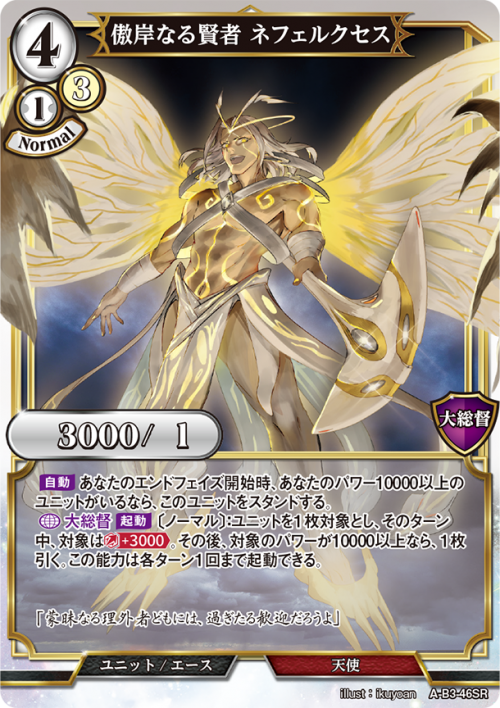 4
傲岸なる賢者 ネフェルクセス
3
1
Normal
3000/ 1
大総督
自動 あなたのエンドフェイズ開始時、あなたのパワー10000以上の
ユニットがいるなら、このユニットをスタンドする。
大総督 起動 〔ノーマル〕:ユニットを1枚対象とし、そのターン
中、対象は+3000。その後、対象のパワーが10000以上なら、1枚
引く。この能力は各ターン1回まで起動できる。
「蒙昧なる理外者どもには、過ぎたる歓迎だろうよ」
ユニット / エース
天使
illust : ikuyoan A-B3-46SR